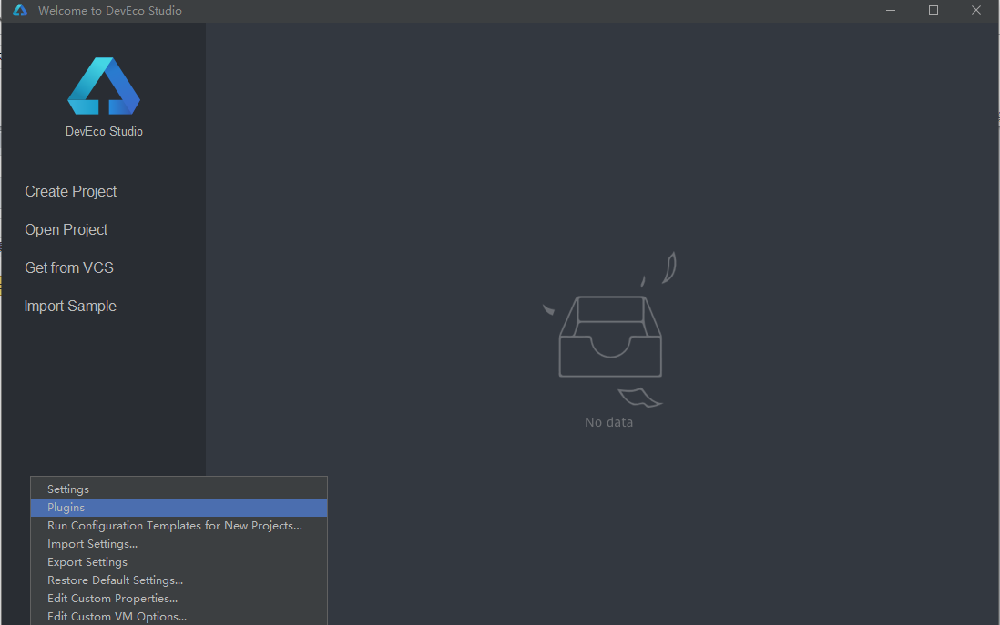 Welcome to DevEco Studio
DevEco Studio
Create Project
Open Project
Get from VCS
Import Sample
No data
Settings
Plugins
Run Configuration Templates for New Projects...
Import Settings...
Export Settings
Restore Default Settings...
Edit Custom Properties...
Edit Custom VM Options...